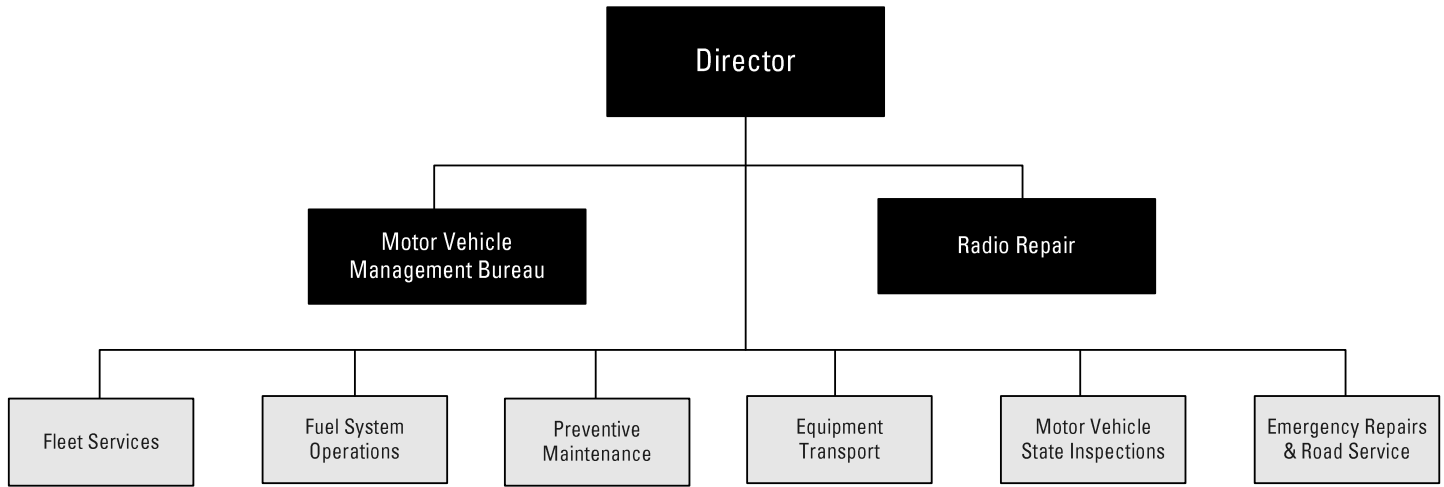 Director
Motor Vehicle
Management Bureau
Radio Repair
Fleet Services
Fuel System
Operations
Preventive
Maintenance
Equipment
Transport
Motor Vehicle
State Inspections
Emergency Repairs
& Road Service